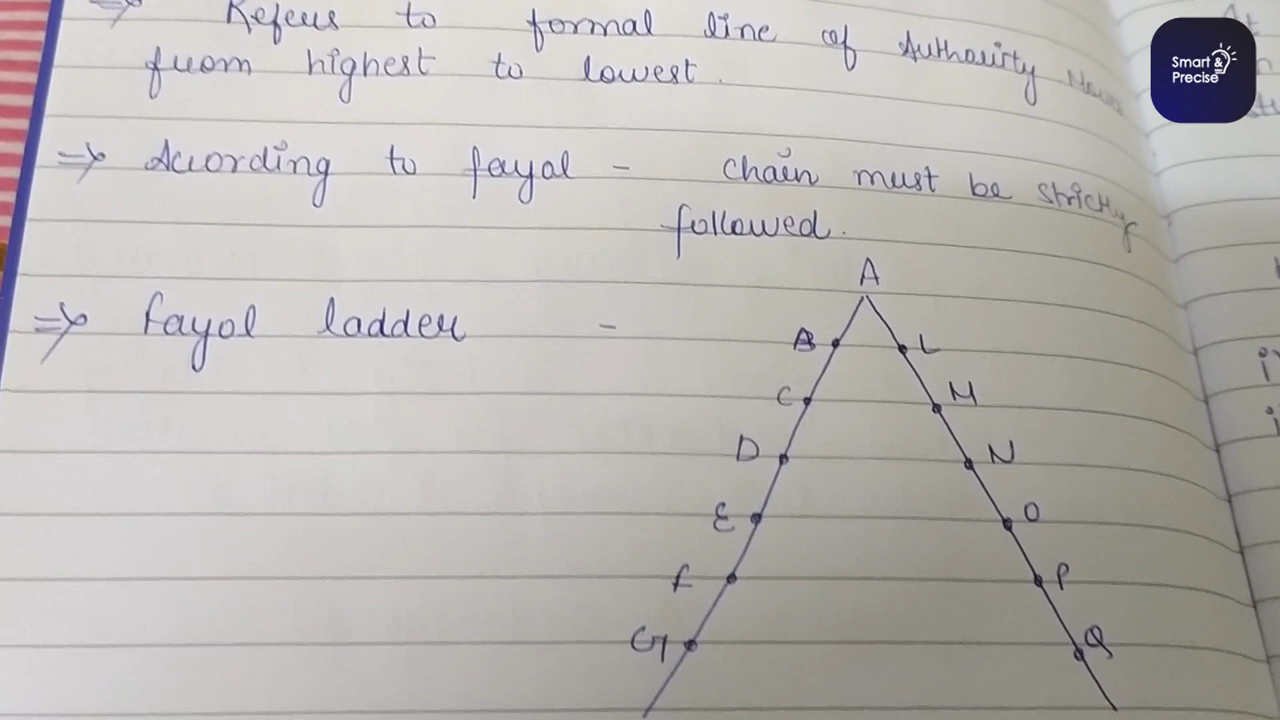 ⇒ Refers to formal line of Authority
from highest to lowest.
⇒ According to fayol - chain must be strictly
followed.
⇒ Fayol ladder -
A
B L
C M
D N
E O
F P
G Q
Smart &
Precise